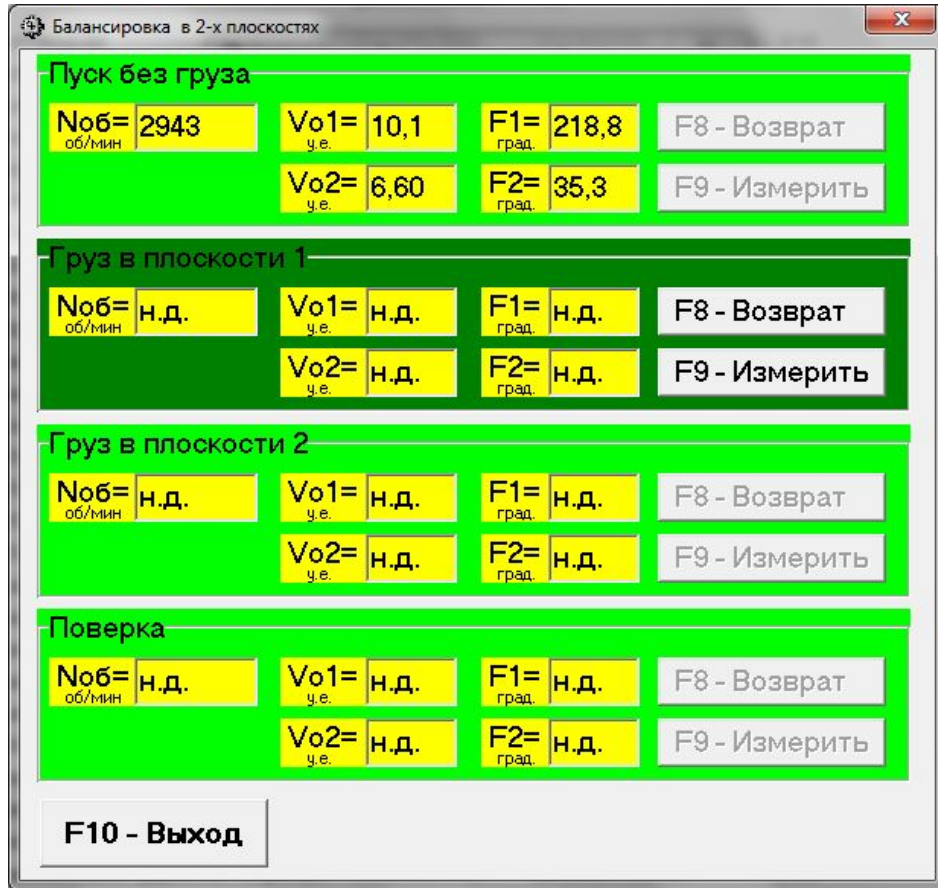 Балансировка в 2-х плоскостях
Пуск без груза
Nоб= 2943 Vo1= 10,1 F1= 218,8 F8 - Возврат
об/мин у.е. град.
Vo2= 6,60 F2= 35,3 F9 - Измерить
у.е. град.
Груз в плоскости 1
Nоб= н.д. Vo1= н.д. F1= н.д. F8 - Возврат
об/мин у.е. град.
Vo2= н.д. F2= н.д. F9 - Измерить
у.е. град.
Груз в плоскости 2
Nоб= н.д. Vo1= н.д. F1= н.д. F8 - Возврат
об/мин у.е. град.
Vo2= н.д. F2= н.д. F9 - Измерить
у.е. град.
Поверка
Nоб= н.д. Vo1= н.д. F1= н.д. F8 - Возврат
об/мин у.е. град.
Vo2= н.д. F2= н.д. F9 - Измерить
у.е. град.
F10 - Выход